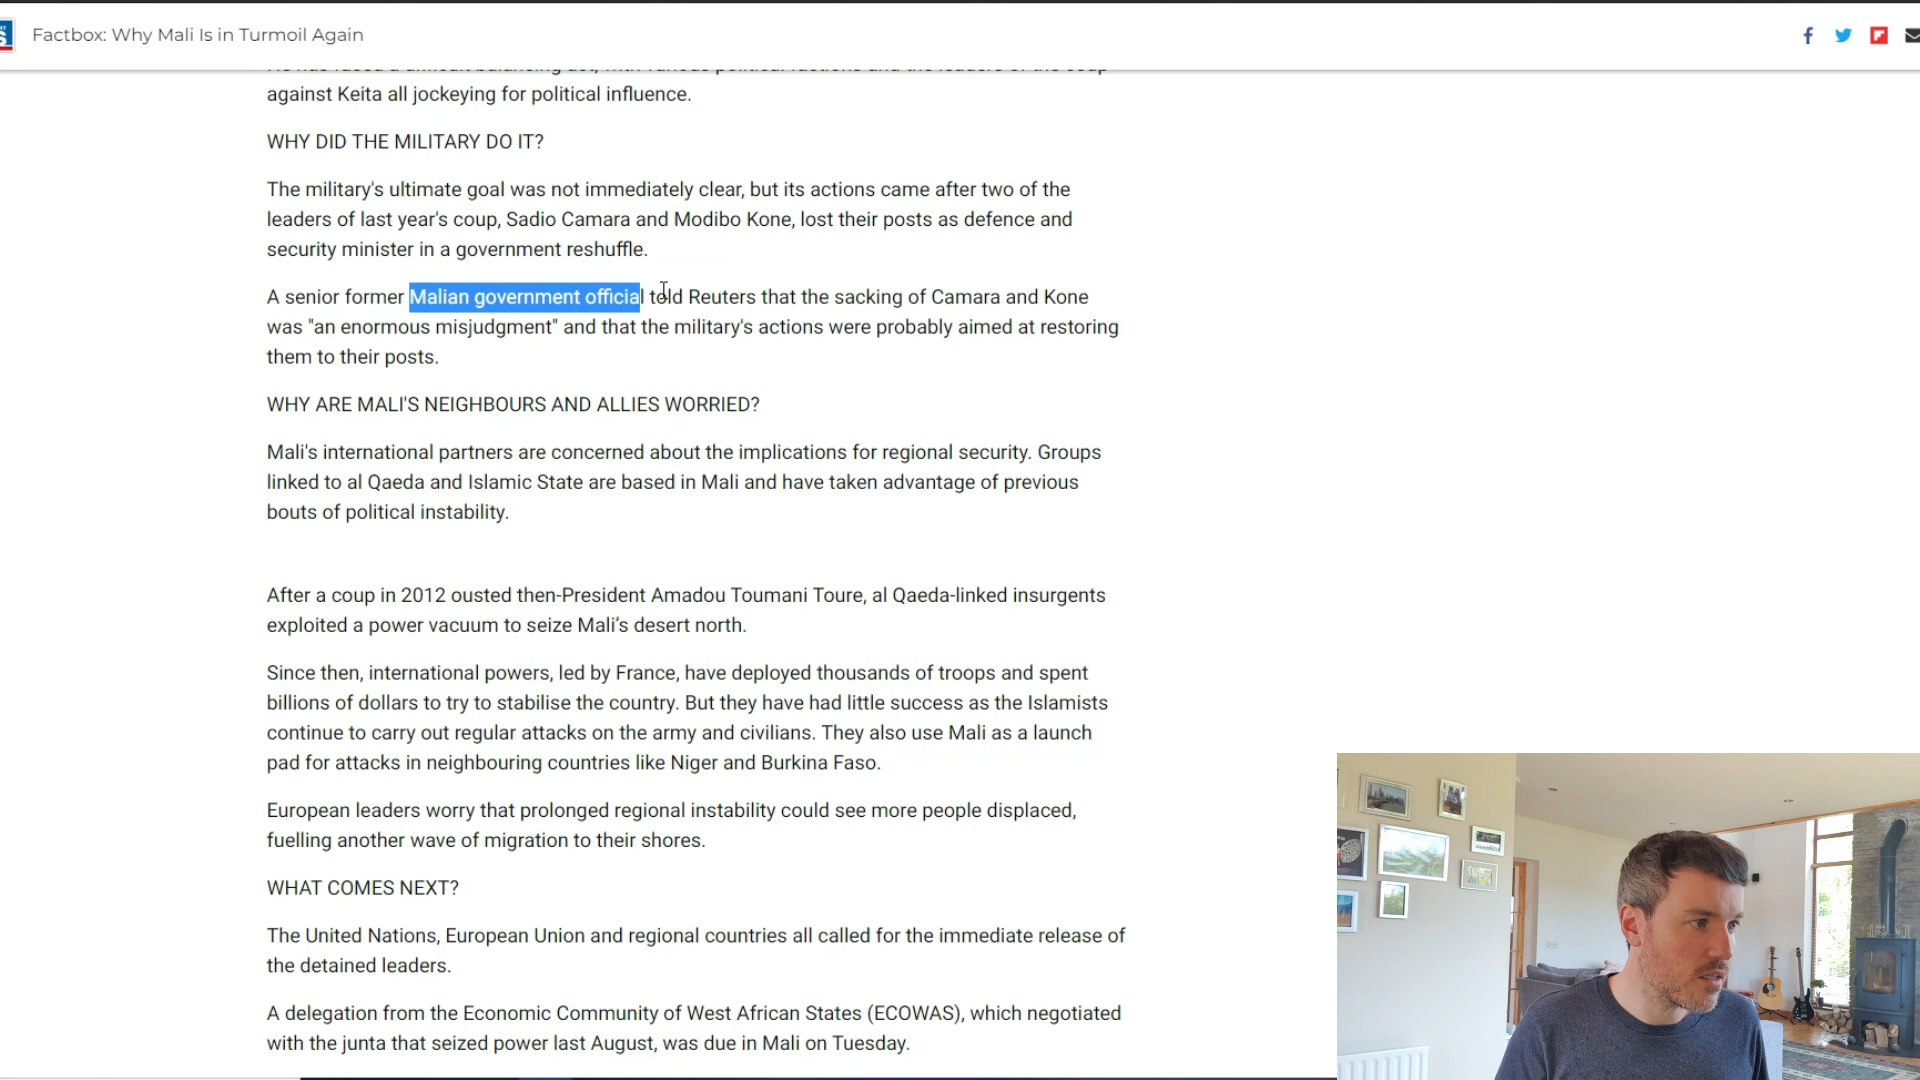 Factbox: Why Mali Is in Turmoil Again
against Keita all jockeying for political influence.
WHY DID THE MILITARY DO IT?
The military's ultimate goal was not immediately clear, but its actions came after two of the
leaders of last year's coup, Sadio Camara and Modibo Kone, lost their posts as defence and
security minister in a government reshuffle.
A senior former Malian government official told Reuters that the sacking of Camara and Kone
was "an enormous misjudgment" and that the military's actions were probably aimed at restoring
them to their posts.
WHY ARE MALI'S NEIGHBOURS AND ALLIES WORRIED?
Mali's international partners are concerned about the implications for regional security. Groups
linked to al Qaeda and Islamic State are based in Mali and have taken advantage of previous
bouts of political instability.
After a coup in 2012 ousted then-President Amadou Toumani Toure, al Qaeda-linked insurgents
exploited a power vacuum to seize Mali’s desert north.
Since then, international powers, led by France, have deployed thousands of troops and spent
billions of dollars to try to stabilise the country. But they have had little success as the Islamists
continue to carry out regular attacks on the army and civilians. They also use Mali as a launch
pad for attacks in neighbouring countries like Niger and Burkina Faso.
European leaders worry that prolonged regional instability could see more people displaced,
fuelling another wave of migration to their shores.
WHAT COMES NEXT?
The United Nations, European Union and regional countries all called for the immediate release of
the detained leaders.
A delegation from the Economic Community of West African States (ECOWAS), which negotiated
with the junta that seized power last August, was due in Mali on Tuesday.